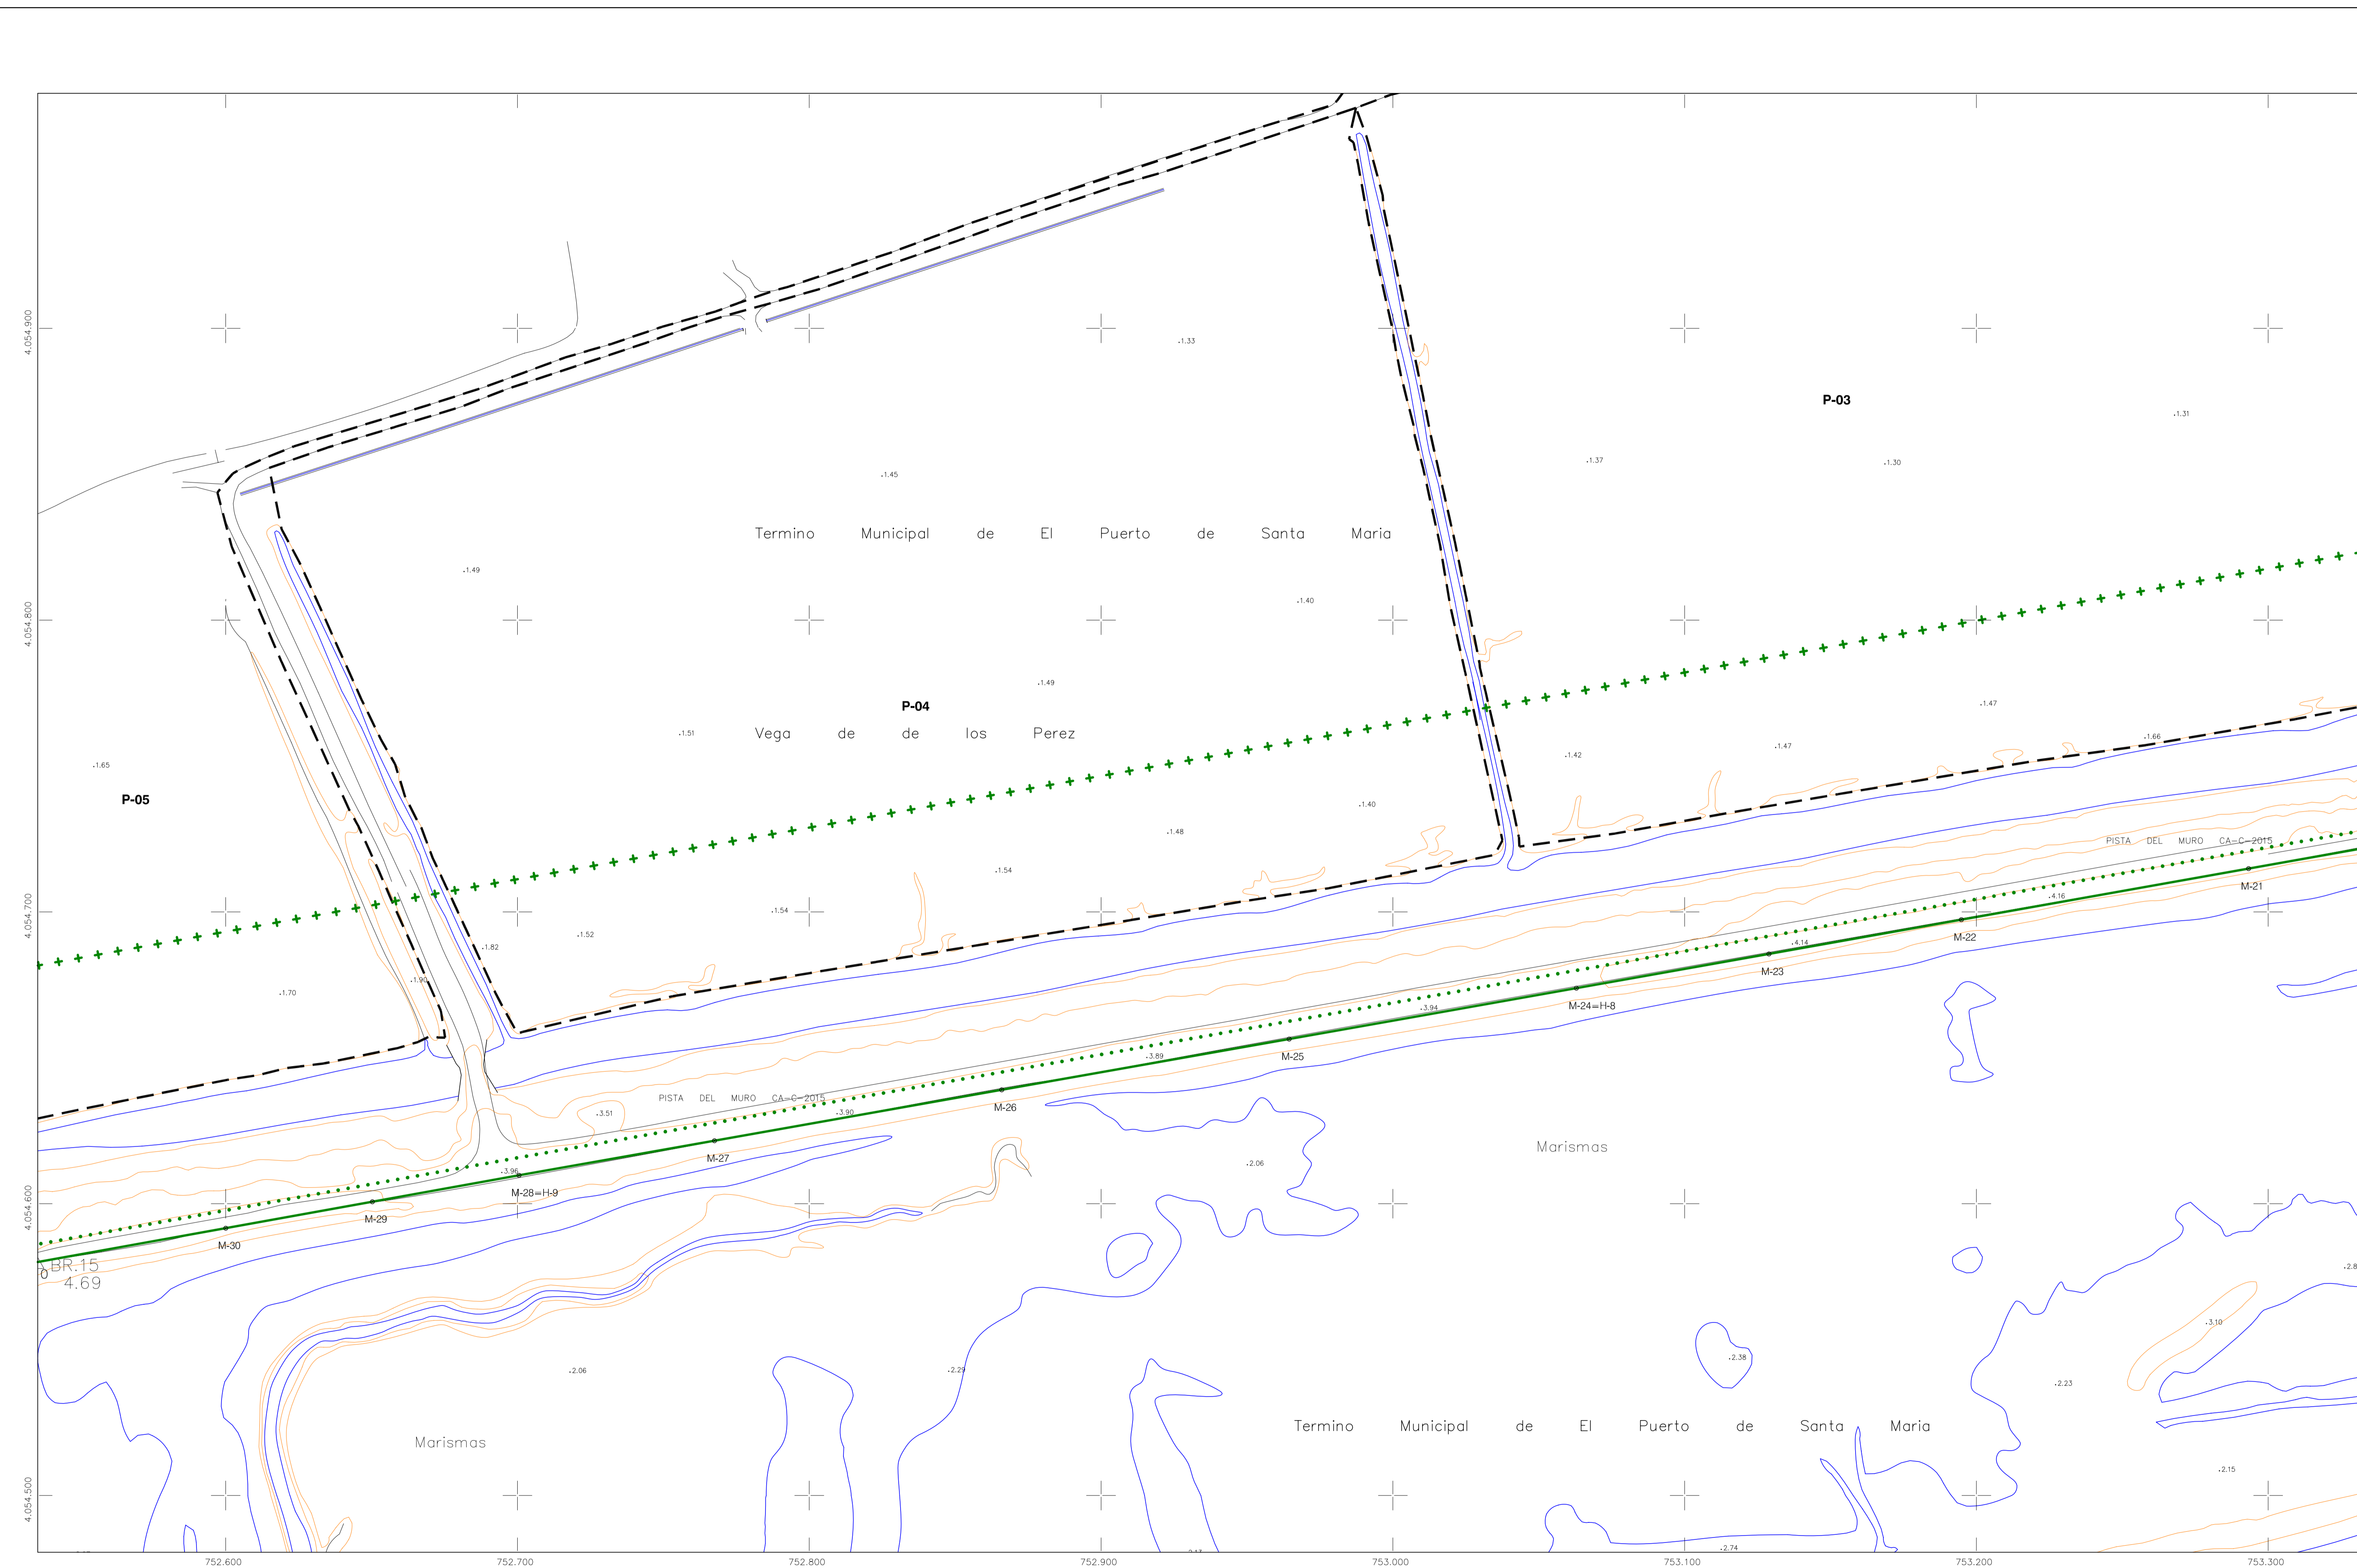 4.054.900
.1.33
P-03
.1.31
.1.37
.1.30
.1.45
Termino Municipal de El Puerto de Santa Maria
.1.49
4.054.800
.1.40
.1.49
P-04
.1.47
.1.51
Vega de de los Perez
.1.66
.1.47
.1.42
.1.65
P-05
.1.40
.1.48
PISTA DEL MURO CA-C-2015
.1.54
M-21
.4.16
4.054.700
.1.54
.1.52
M-22
.4.14
.1.82
M-23
.1.90
.1.70
M-24=H-8
.3.94
M-25
.3.89
PISTA DEL MURO CA-C-2015
M-26
.3.51
.3.90
Marismas
M-27
.2.06
.3.96
M-28=H-9
4.054.600
M-29
M-30
BR.15
0
4.69
.3.10
.2.38
.2.06
.2.29
.2.23
Termino Municipal de El Puerto de Santa Maria
Marismas
.2.15
4.054.500
.2.74
752.600 752.700 752.800 752.900 753.000 753.100 753.200 753.300